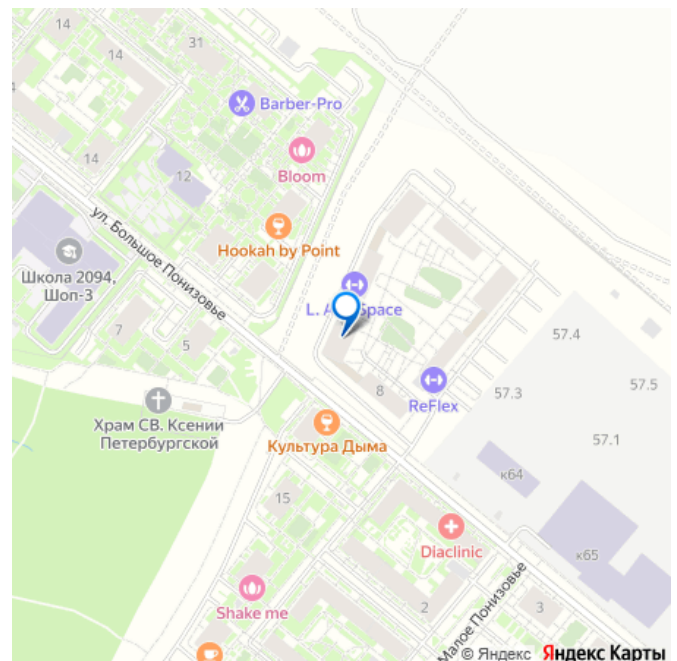 14
14
31
Barber-Pro
14
12
Bloom
Hookah by Point
ул. Большое Понизовье
Школа 2094,
Шоп-3
7
5
L. A
Space
8
ReFlex
57.4
57.5
57.3
57.1
Храм СВ. Ксении
Петербургской
Культура Дыма
к64
15
Diaclinic
к65
Shake me
2
Малое Понизовье
3
© Яндекс Яндекс Карты